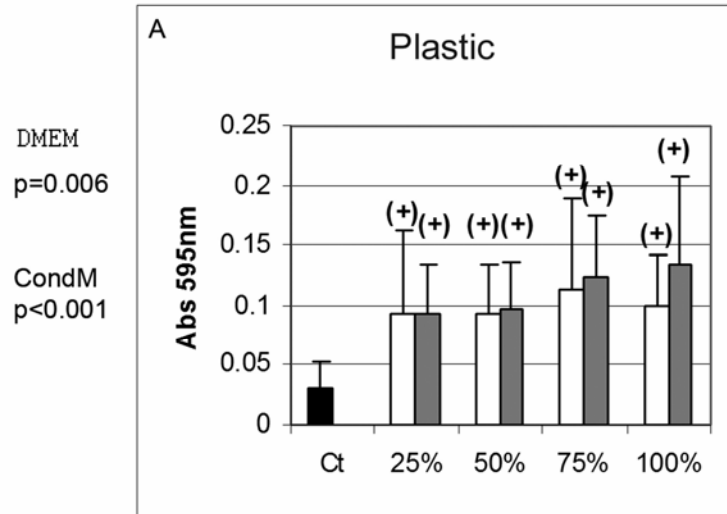 A
Plastic
DMEM
p=0.006
CondM
p<0.001
Abs 595nm
0.25
0.2
0.15
0.1
0.05
0
(+) (+) (+) (+) (+) (+) (+) (+)
Ct 25% 50% 75% 100%